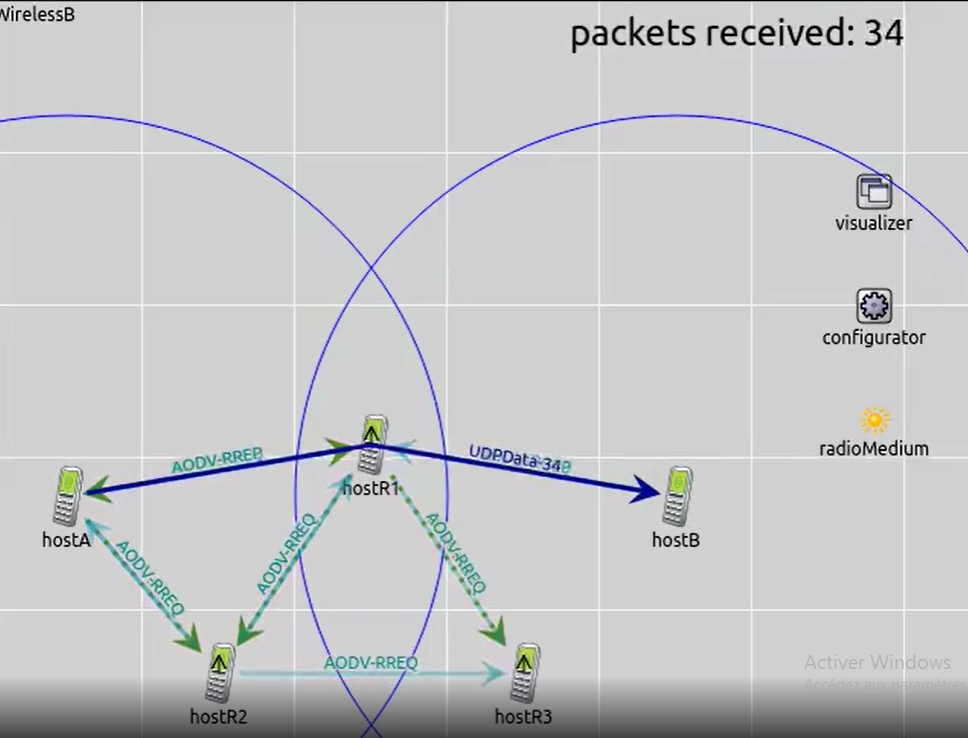 WirelessB
packets received: 34
visualizer
configurator
radioMedium
AODV-RREP
UDPData-34
hostR1
hostA
hostB
AODV-RREQ
AODV-RREQ
AODV-RREQ
AODV-RREQ
hostR2
hostR3
Activer Windows
Accédez aux paramètres